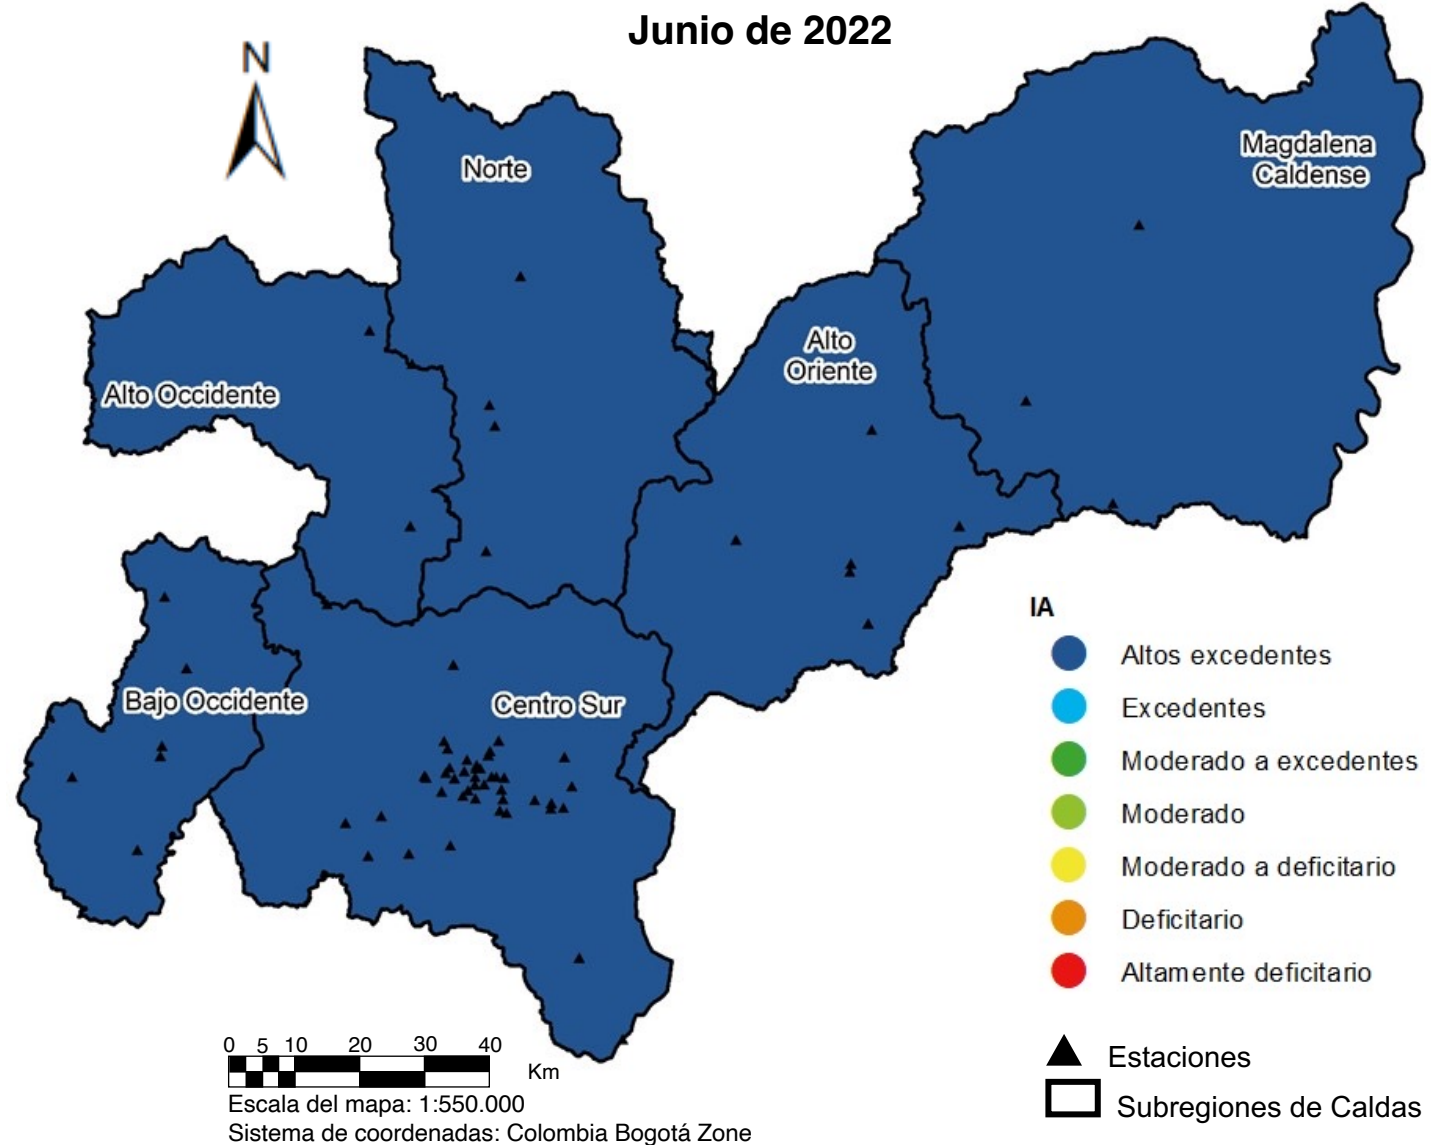 Junio de 2022
N
Norte
Magdalena
Caldense
Alto
Oriente
Alto Occidente
Bajo Occidente
Centro Sur
IA
Altos excedentes
Excedentes
Moderado a excedentes
Moderado
Moderado a deficitario
Deficitario
Altamente deficitario
Estaciones
Subregiones de Caldas
0 5 10 20 30 40
Km
Escala del mapa: 1:550.000
Sistema de coordenadas: Colombia Bogotá Zone